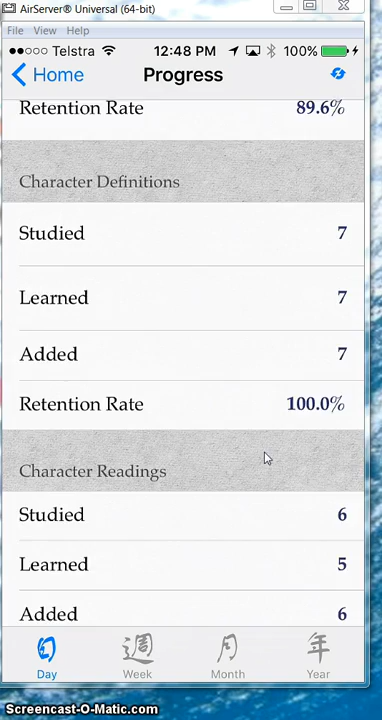 AirServer® Universal (64-bit)
File View Help
Telstra 12:48 PM 100%
Home Progress
Retention Rate 89.6%
Character Definitions
Studied 7
Learned 7
Added 7
Retention Rate 100.0%
Character Readings
Studied 6
Learned 5
Added 6
週 月 年
Day Week Month Year
Screencast-O-Matic.com